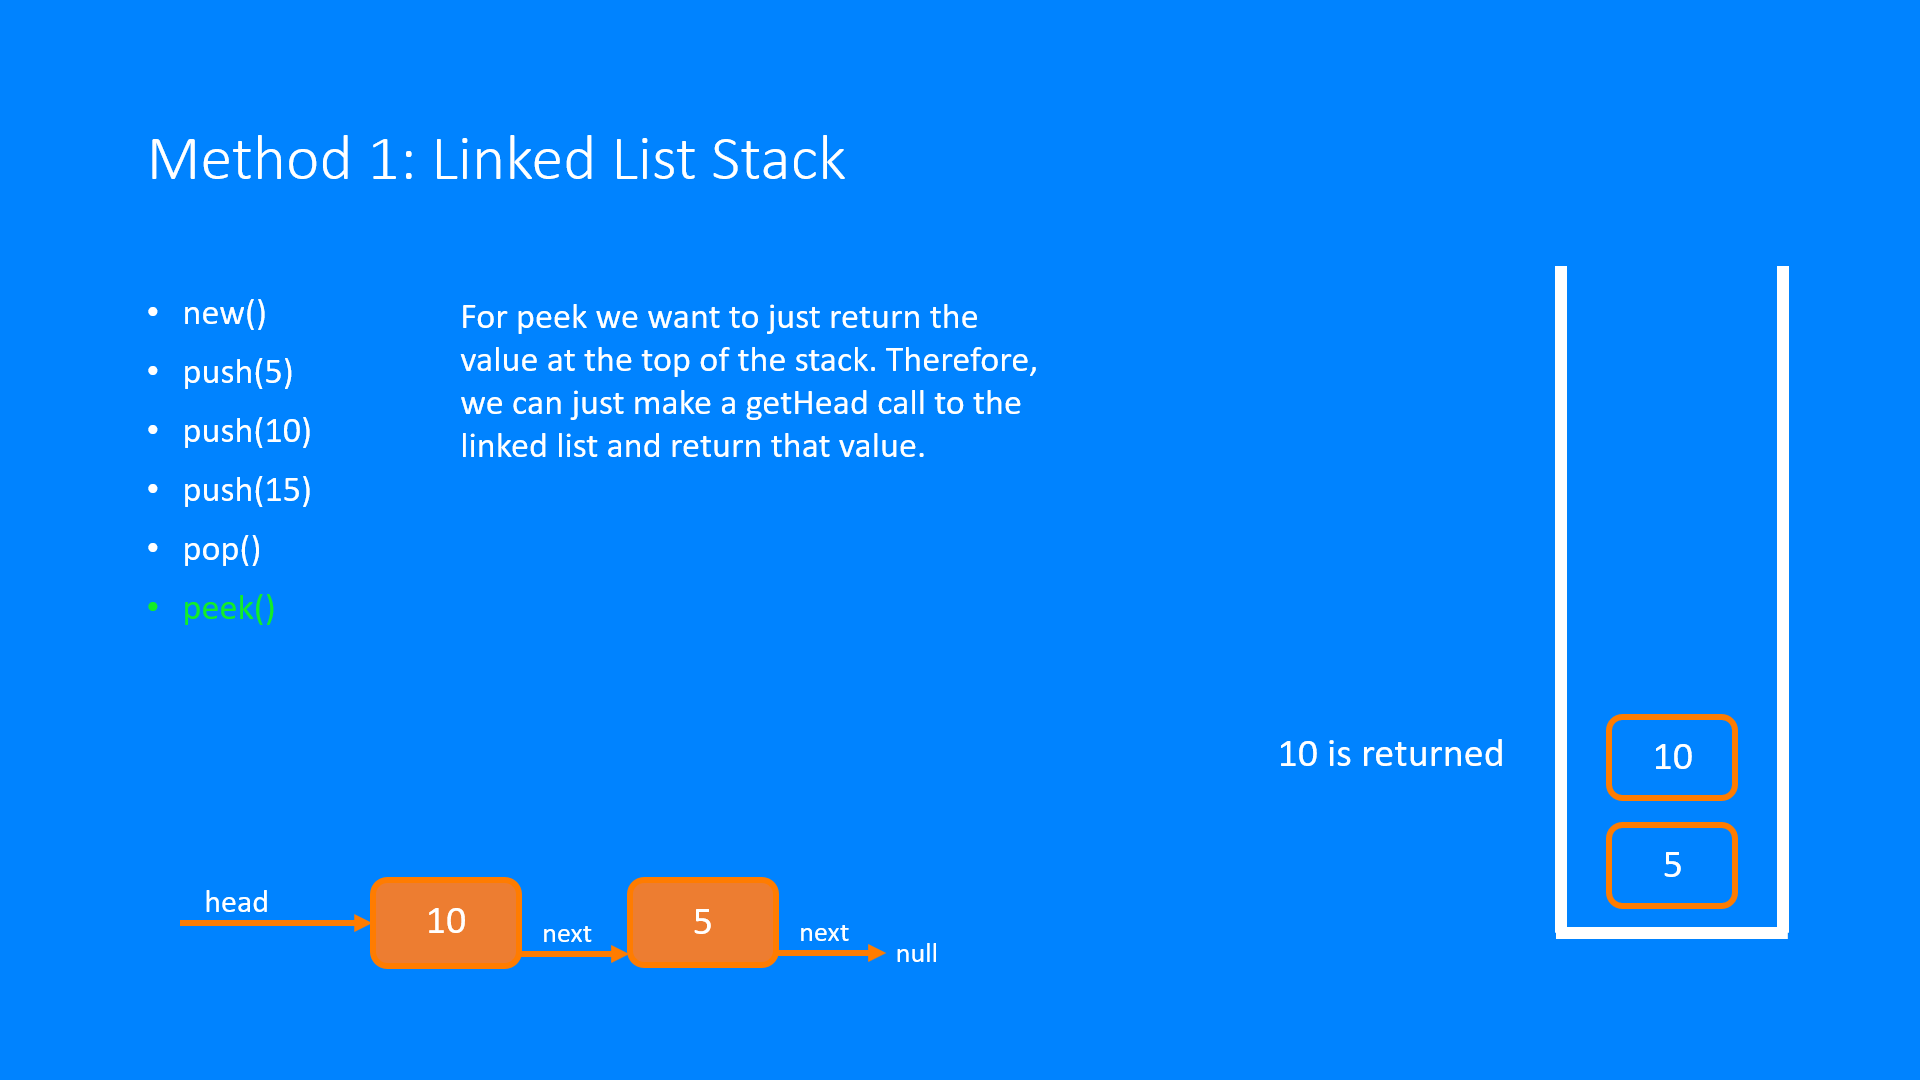 Method 1: Linked List Stack
• new()
• push(5)
• push(10)
• push(15)
• pop()
• peek()
For peek we want to just return the
value at the top of the stack. Therefore,
we can just make a getHead call to the
linked list and return that value.
10 is returned
10
5
head
10
next
5
next
null